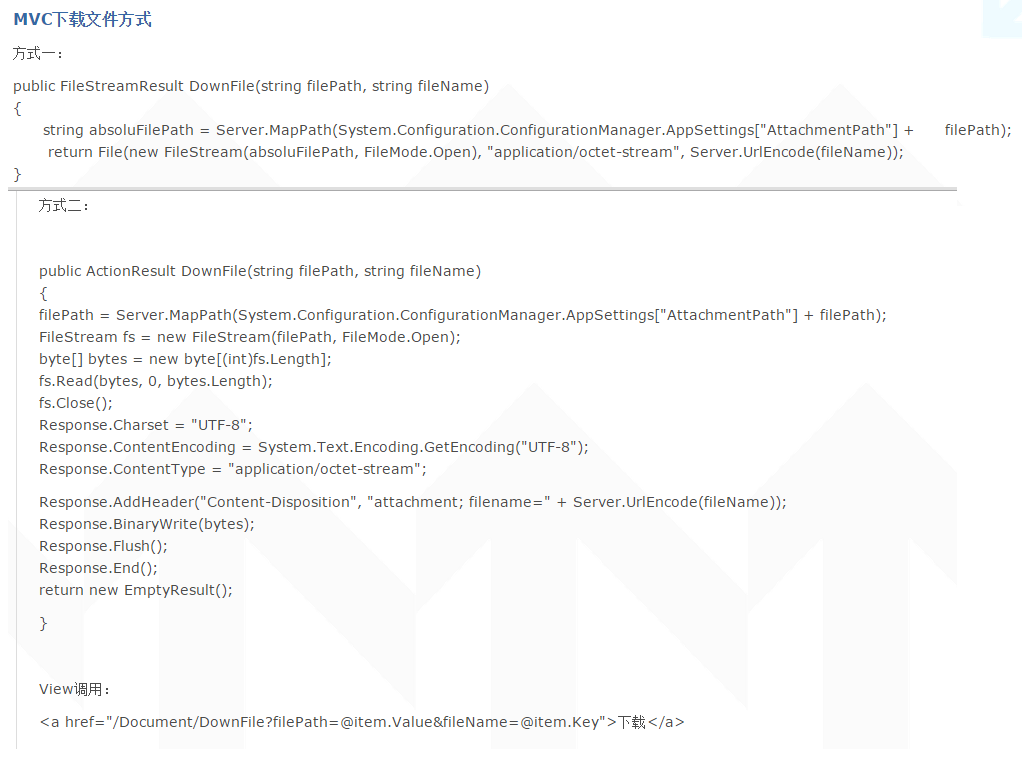 MVC下载文件方式
方式一：
public FileStreamResult DownFile(string filePath, string fileName)
{
string absoluFilePath = Server.MapPath(System.Configuration.ConfigurationManager.AppSettings["AttachmentPath"] + filePath);
return File(new FileStream(absoluFilePath, FileMode.Open), "application/octet-stream", Server.UrlEncode(fileName));
}
方式二：
public ActionResult DownFile(string filePath, string fileName)
{
filePath = Server.MapPath(System.Configuration.ConfigurationManager.AppSettings["AttachmentPath"] + filePath);
FileStream fs = new FileStream(filePath, FileMode.Open);
byte[] bytes = new byte[(int)fs.Length];
fs.Read(bytes, 0, bytes.Length);
fs.Close();
Response.Charset = "UTF-8";
Response.ContentEncoding = System.Text.Encoding.GetEncoding("UTF-8");
Response.ContentType = "application/octet-stream";
Response.AddHeader("Content-Disposition", "attachment; filename=" + Server.UrlEncode(fileName));
Response.BinaryWrite(bytes);
Response.Flush();
Response.End();
return new EmptyResult();
}
View调用：
<a href="/Document/DownFile?filePath=@item.Value&fileName=@item.Key">下载</a>